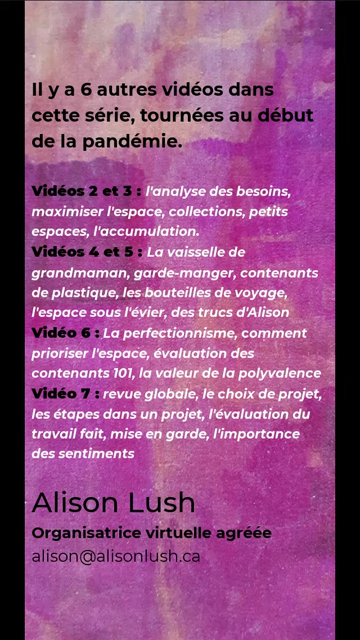 Il y a 6 autres vidéos dans
cette série, tournées au début
de la pandémie.
Vidéos 2 et 3 : l'analyse des besoins,
maximiser l'espace, collections, petits
espaces, l'accumulation.
Vidéos 4 et 5 : La vaisselle de
grandmaman, garde-manger, contenants
de plastique, les bouteilles de voyage,
l'espace sous l'évier, des trucs d'Alison
Vidéo 6 : La perfectionnisme, comment
prioriser l'espace, évaluation des
contenants 101, la valeur de la polyvalence
Vidéo 7 : revue globale, le choix de projet,
les étapes dans un projet, l'évaluation du
travail fait, mise en garde, l'importance
des sentiments
Alison Lush
Organisatrice virtuelle agréée
alison@alisonlush.ca